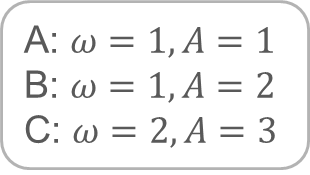 A: ω = 1, A = 1
B: ω = 1, A = 2
C: ω = 2, A = 3